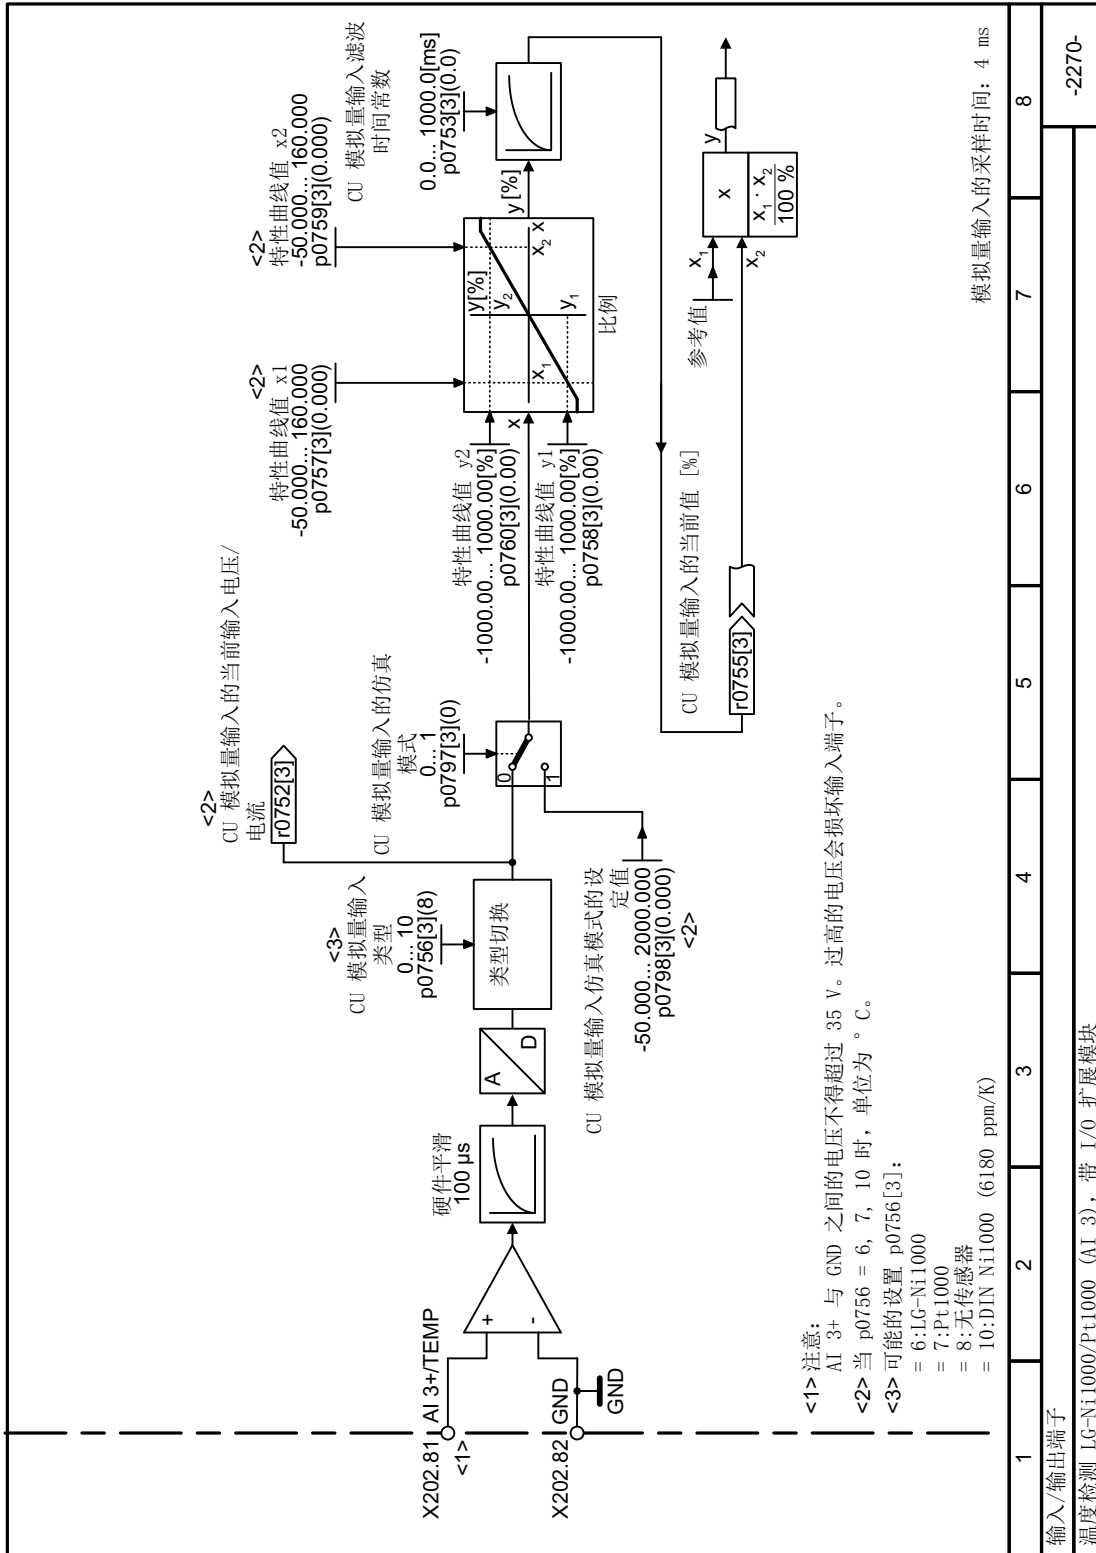 <2>
特性曲线值 x2
-50.000... 160.000
p0759[3](0.000)
CU 模拟量输入滤波
时间常数
0.0... 1000.0[ms]
p0753[3](0.0)
<2>
特性曲线值 x1
-50.000... 160.000
p0757[3](0.000)
<2>
CU 模拟量输入的当前输入电压/
电流
r0752[3]
<3>
CU 模拟量输入
类型
0... 10
p0756[3](8)
CU 模拟量输入的仿真
模式
0... 1
p0797[3](0)
特性曲线值 y2
-1000.00... 1000.00[%]
p0760[3](0.00)
特性曲线值 y1
-1000.00... 1000.00[%]
p0758[3](0.00)
y[%]
y2
x1
x2
x
y1
x
y [%]
比例
硬件平滑
100 µs
X202.81
AI 3+/TEMP
<1>
+
-
X202.82
GND
GND
A
D
类型切换
0
1
CU 模拟量输入仿真模式的设
定值
-50.000... 2000.000
p0798[3](0.000)
<2>
CU 模拟量输入的当前值 [%]
r0755[3]
参考值
x1
x2
x
x1 · x2
100 %
y
<1> 注意:
AI 3+ 与 GND 之间的电压不得超过 35 V。过高的电压会损坏输入端子。
<2> 当 p0756 = 6, 7, 10 时, 单位为 ° C。
<3> 可能的设置 p0756[3]:
= 6:LG-Ni1000
= 7:Pt1000
= 8:无传感器
= 10:DIN Ni1000 (6180 ppm/K)
模拟量输入的采样时间: 4 ms
1
2
3
4
5
6
7
8
输入/输出端子
-2270-
温度检测 LG-Ni1000/Pt1000 (AI 3), 带 I/O 扩展模块